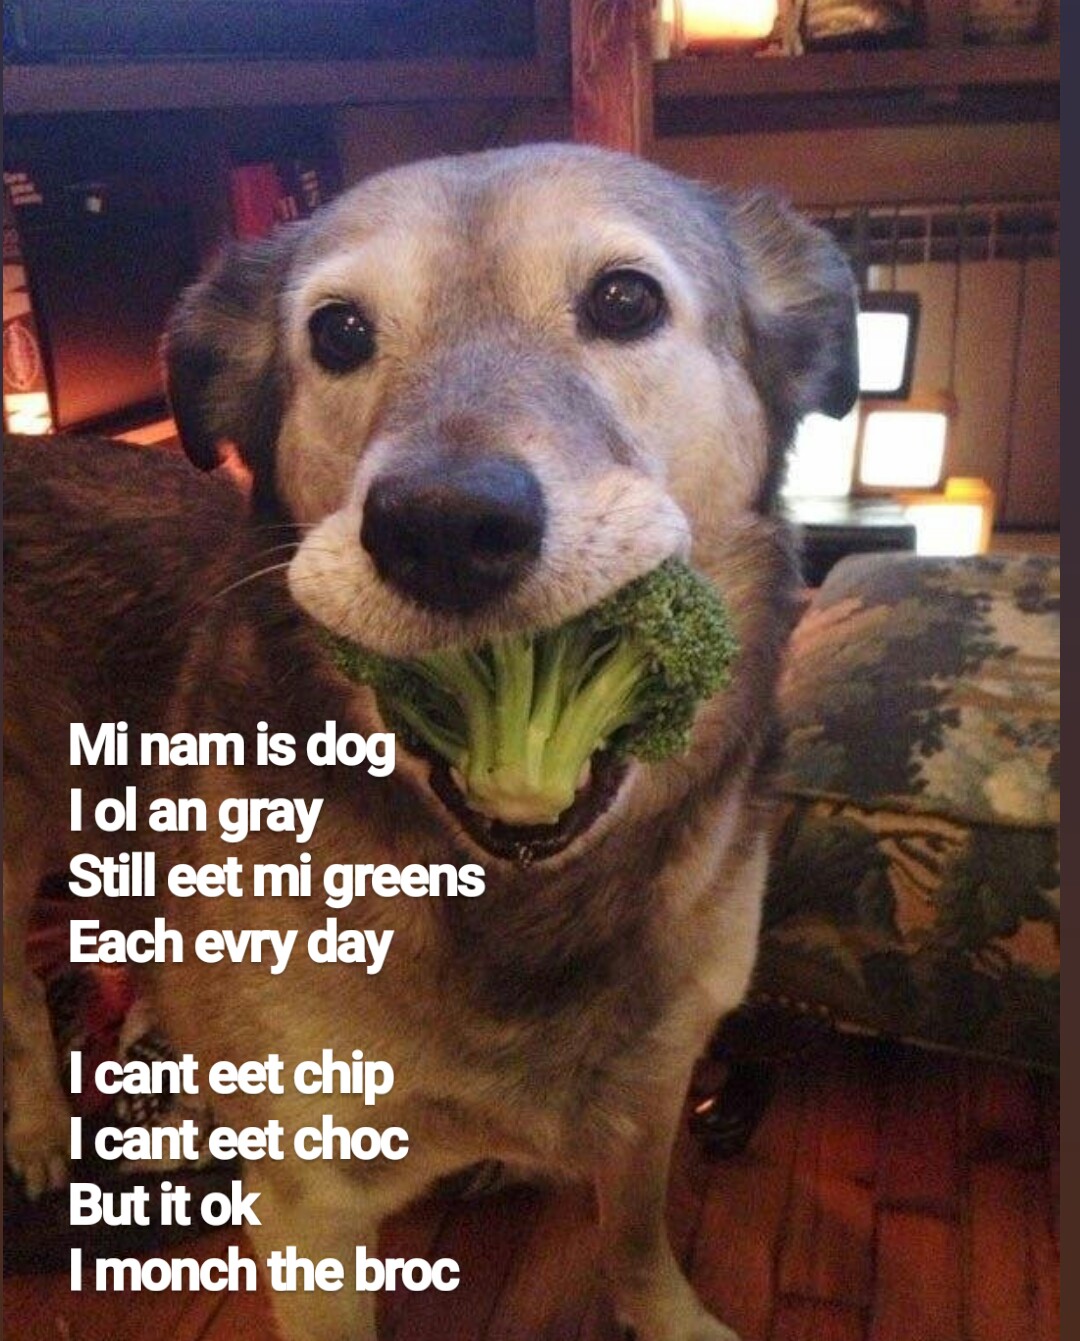 Mi nam is dog
I ol an gray
Still eet mi greens
Each evry day
I cant eet chip
I cant eet choc
But it ok
I monch the broc